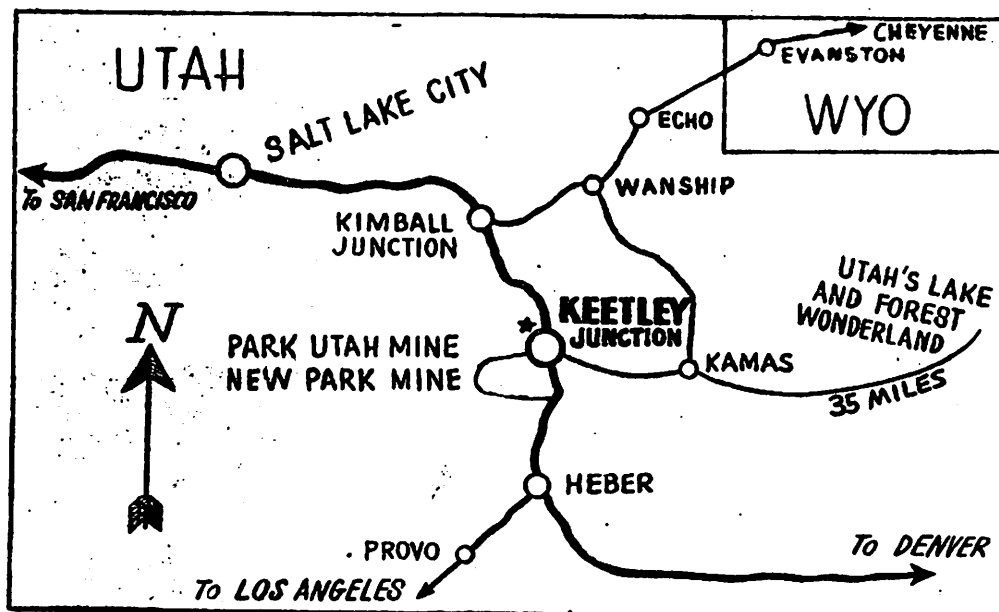 UTAH
SALT LAKE CITY
To SAN FRANCISCO
CHEYENNE
EVANSTON
WYO
ECHO
WANSHIP
KIMBALL
JUNCTION
UTAH'S LAKE
AND FOREST
WONDERLAND
35 MILES
N
KEETLEY
JUNCTION
PARK UTAH MINE
NEW PARK MINE
KAMAS
HEBER
PROVO
To LOS ANGELES
To DENVER